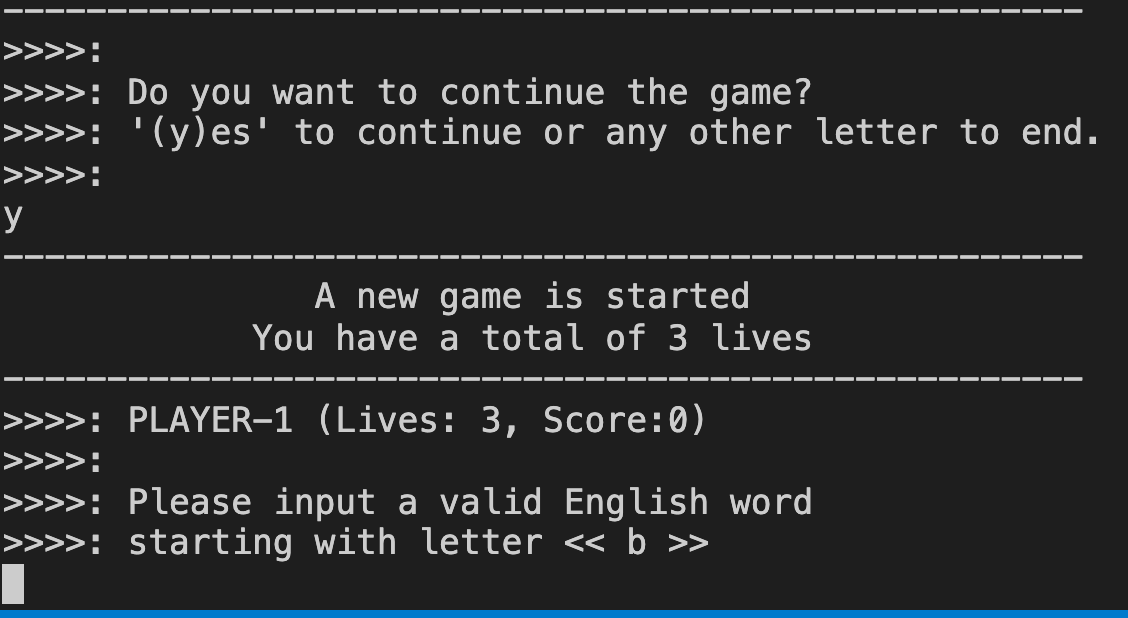 ----------------------------------------------------
>>>>:
>>>>: Do you want to continue the game?
>>>>: '(y)es' to continue or any other letter to end.
>>>>:
y
----------------------------------------------------
A new game is started
You have a total of 3 lives
----------------------------------------------------
>>>>: PLAYER-1 (Lives: 3, Score:0)
>>>>:
>>>>: Please input a valid English word
>>>>: starting with letter << b >>